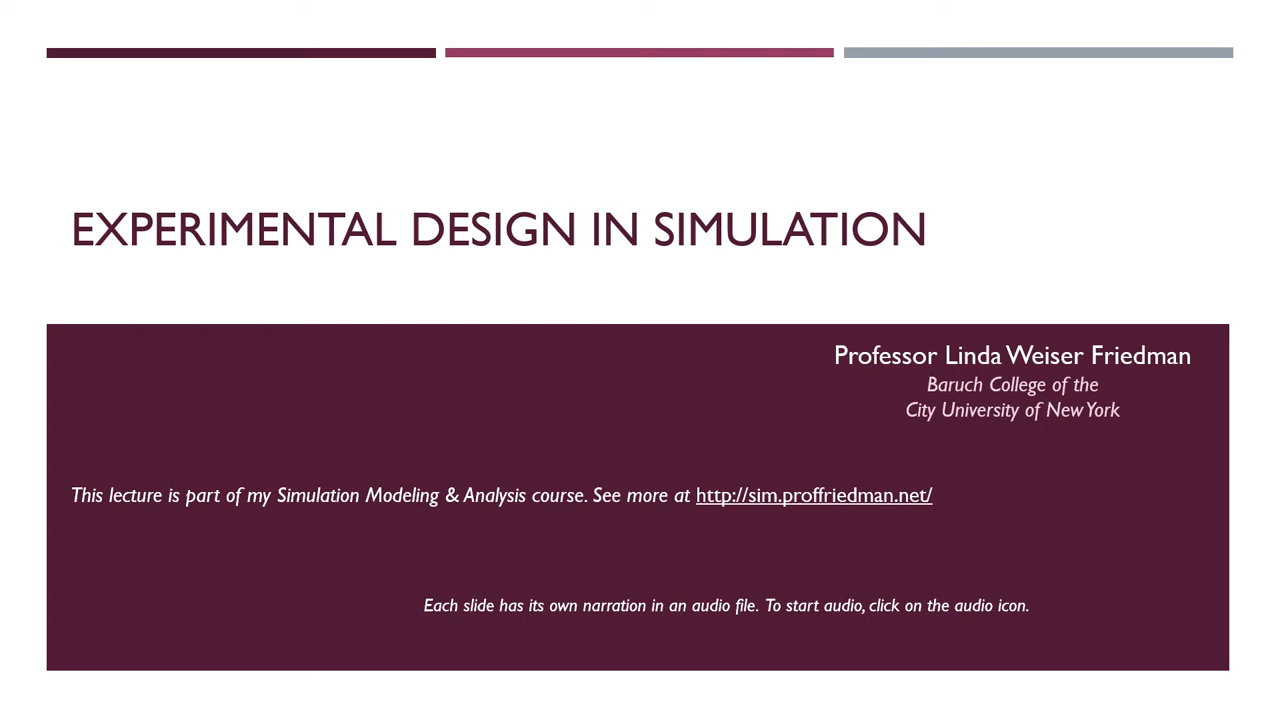 EXPERIMENTAL DESIGN IN SIMULATION
Professor Linda Weiser Friedman
Baruch College of the
City University of New York
This lecture is part of my Simulation Modeling & Analysis course. See more at http://sim.proffriedman.net/
Each slide has its own narration in an audio file. To start audio, click on the audio icon.